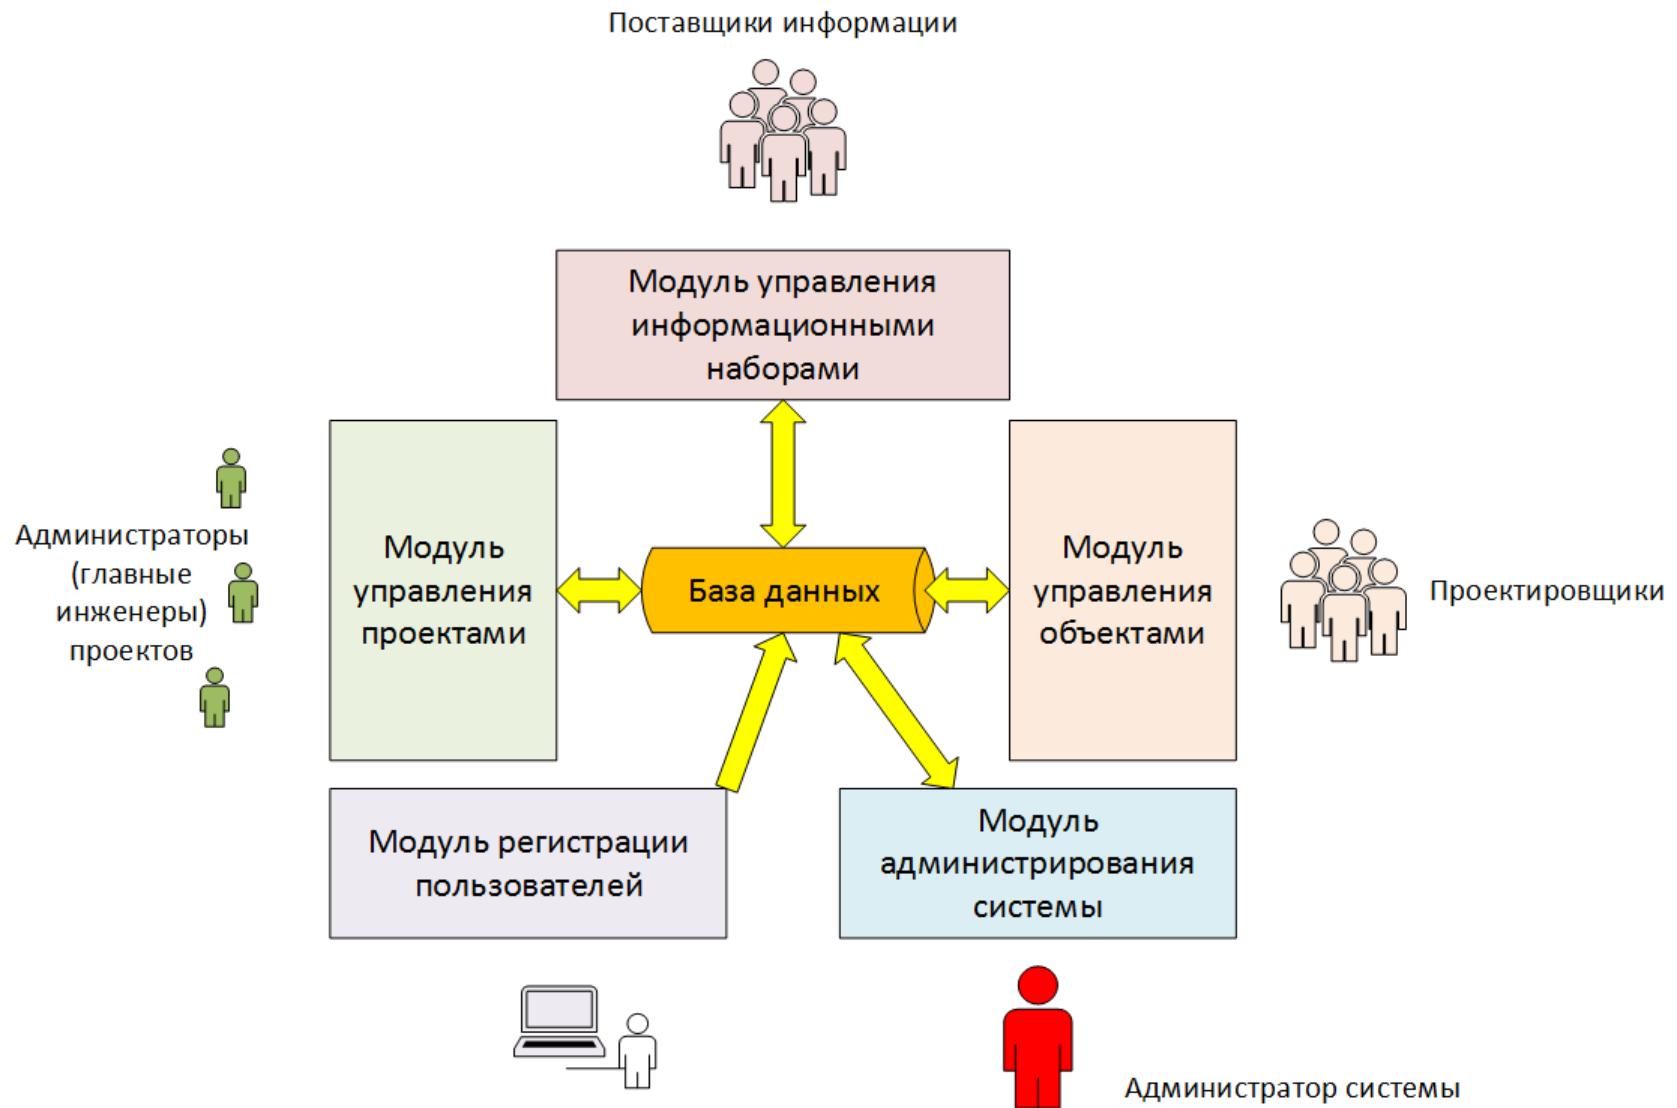 Поставщики информации
Модуль управления
информационными
наборами
Администраторы
(главные
инженеры)
проектов
Модуль
управления
проектами
База данных
Модуль
управления
объектами
Проектировщики
Модуль регистрации
пользователей
Модуль
администрирования
системы
Администратор системы